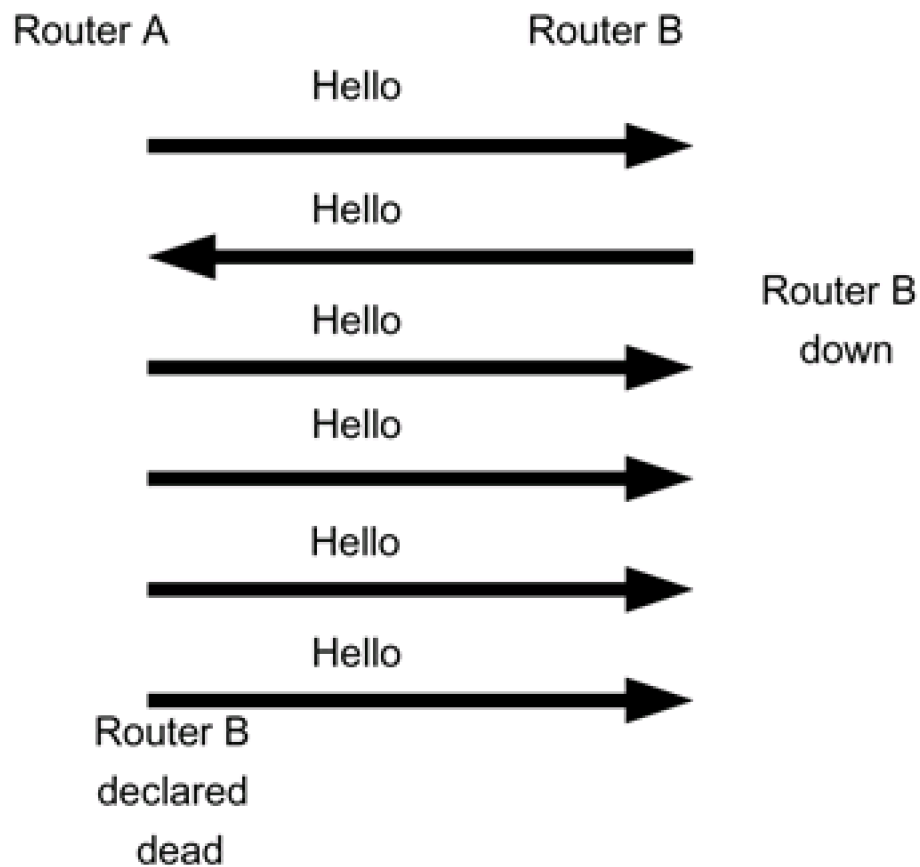 Router A
Router B
Hello
Hello
Router B
down
Hello
Hello
Hello
Hello
Router B
declared
dead